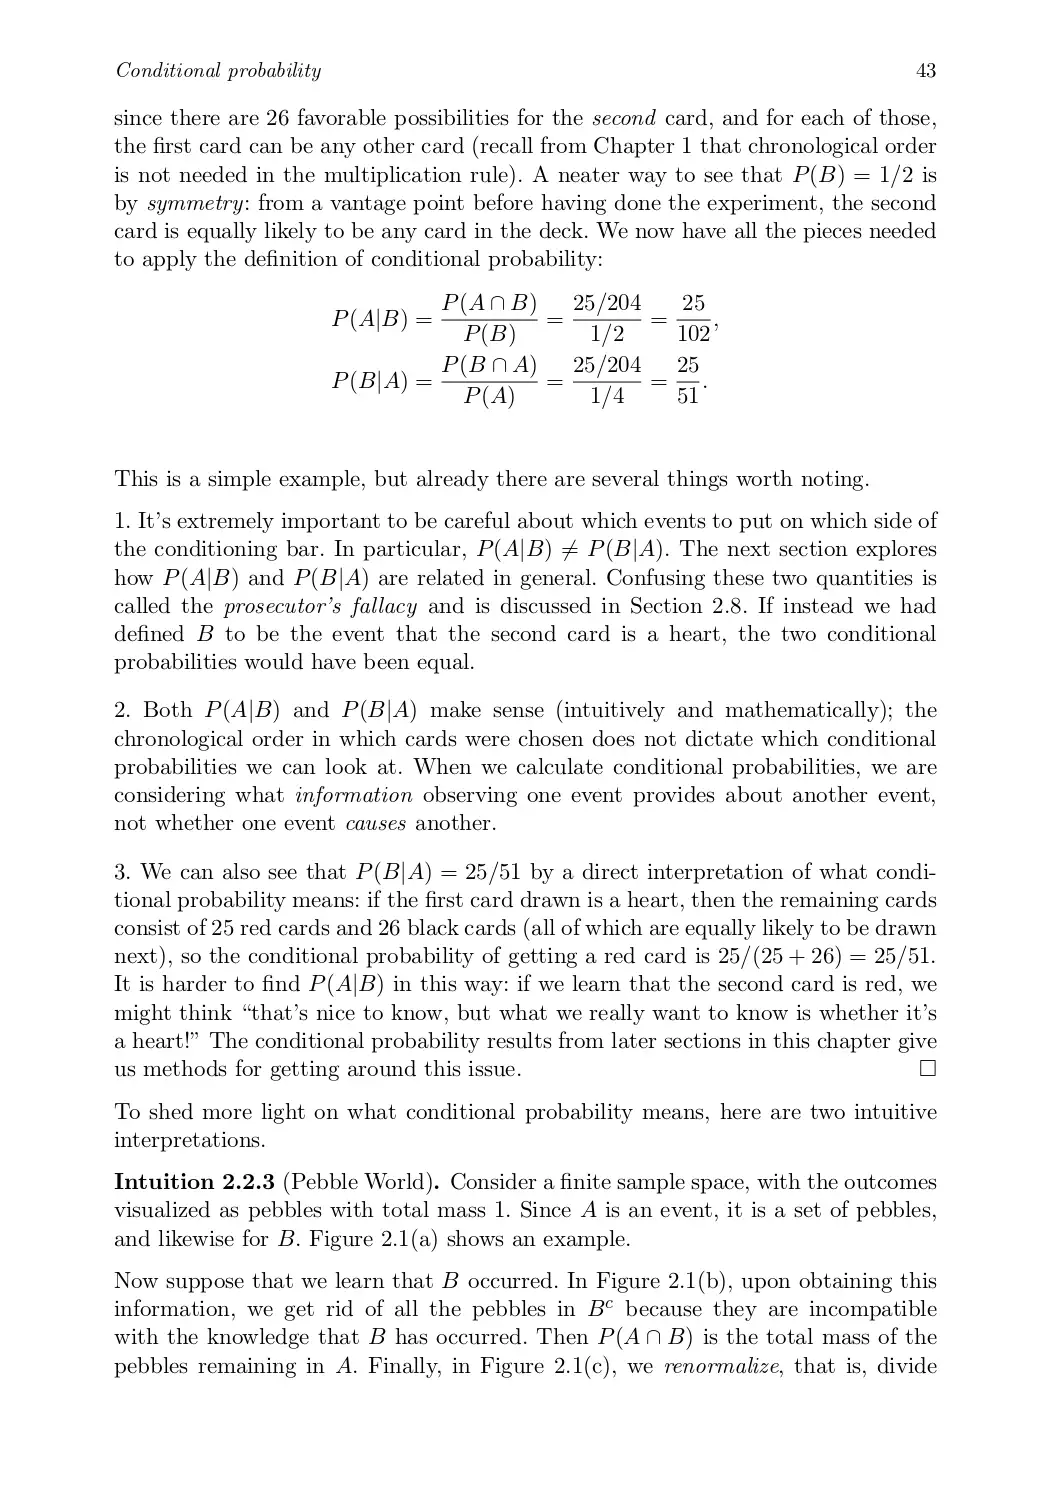 Conditional probability 43
since there are 26 favorable possibilities for the second card, and for each of those,
the first card can be any other card (recall from Chapter 1 that chronological order
is not needed in the multiplication rule). A neater way to see that P(B) = 1/2 is
by symmetry: from a vantage point before having done the experiment, the second
card is equally likely to be any card in the deck. We now have all the pieces needed
to apply the definition of conditional probability:
P(A|B) = P(A ∩ B) / P(B) = 25/204 / 1/2 = 25 / 102,
P(B|A) = P(B ∩ A) / P(A) = 25/204 / 1/4 = 25 / 51.
This is a simple example, but already there are several things worth noting.
1. It's extremely important to be careful about which events to put on which side of
the conditioning bar. In particular, P(A|B) ≠ P(B|A). The next section explores
how P(A|B) and P(B|A) are related in general. Confusing these two quantities is
called the prosecutor's fallacy and is discussed in Section 2.8. If instead we had
defined B to be the event that the second card is a heart, the two conditional
probabilities would have been equal.
2. Both P(A|B) and P(B|A) make sense (intuitively and mathematically); the
chronological order in which cards were chosen does not dictate which conditional
probabilities we can look at. When we calculate conditional probabilities, we are
considering what information observing one event provides about another event,
not whether one event causes another.
3. We can also see that P(B|A) = 25/51 by a direct interpretation of what condi-
tional probability means: if the first card drawn is a heart, then the remaining cards
consist of 25 red cards and 26 black cards (all of which are equally likely to be drawn
next), so the conditional probability of getting a red card is 25/(25 + 26) = 25/51.
It is harder to find P(A|B) in this way: if we learn that the second card is red, we
might think “that's nice to know, but what we really want to know is whether it's
a heart!” The conditional probability results from later sections in this chapter give
us methods for getting around this issue. □
To shed more light on what conditional probability means, here are two intuitive
interpretations.
Intuition 2.2.3 (Pebble World). Consider a finite sample space, with the outcomes
visualized as pebbles with total mass 1. Since A is an event, it is a set of pebbles,
and likewise for B. Figure 2.1(a) shows an example.
Now suppose that we learn that B occurred. In Figure 2.1(b), upon obtaining this
information, we get rid of all the pebbles in Bᶜ because they are incompatible
with the knowledge that B has occurred. Then P(A ∩ B) is the total mass of the
pebbles remaining in A. Finally, in Figure 2.1(c), we renormalize, that is, divide